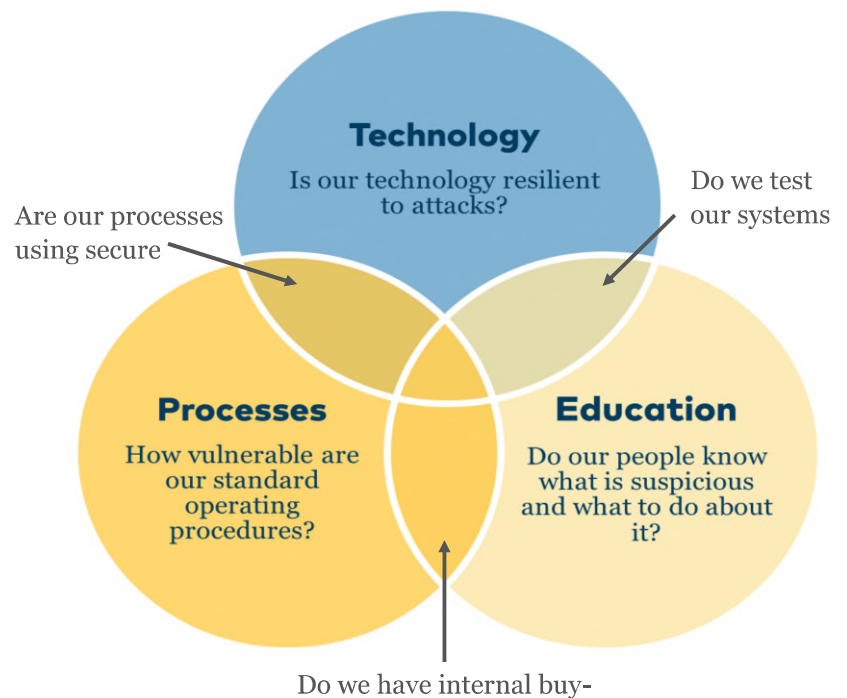 Technology
Is our technology resilient
to attacks?
Do we test
our systems
Are our processes
using secure
Processes
How vulnerable are
our standard
operating
procedures?
Education
Do our people know
what is suspicious
and what to do about
it?
Do we have internal buy-